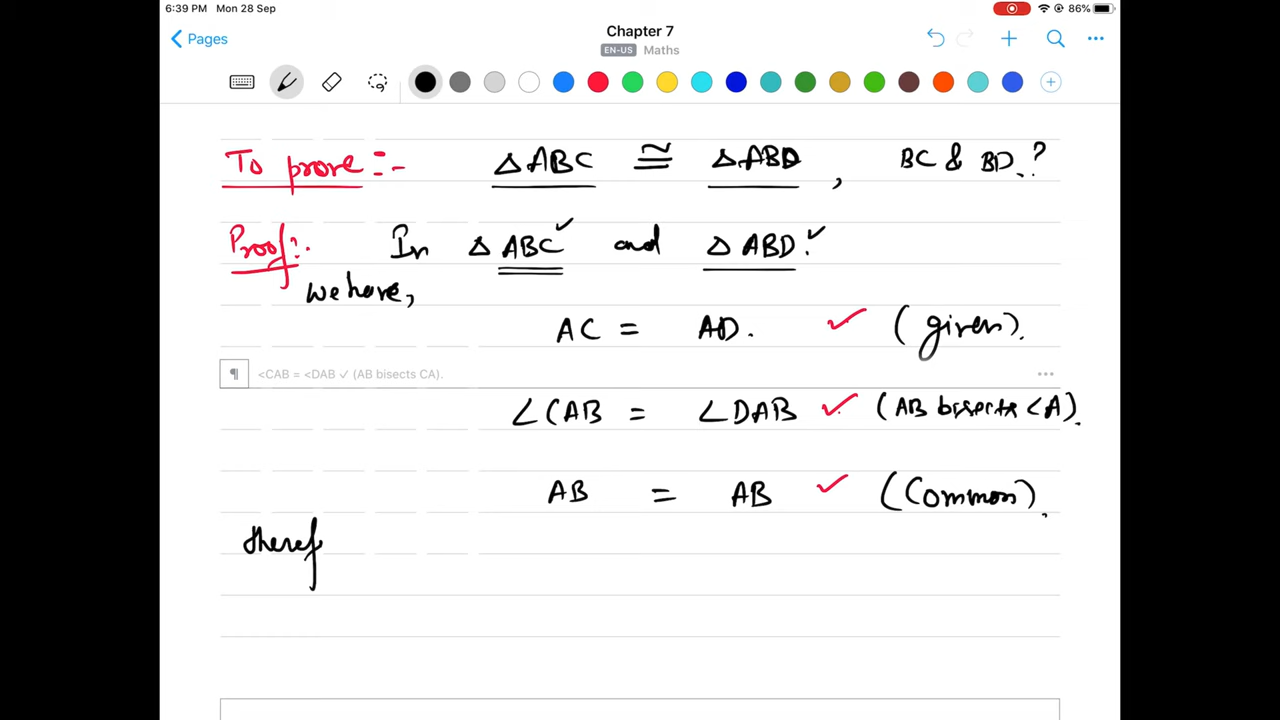 6:39 PM Mon 28 Sep 86%
Pages Chapter 7
EN-US Maths
To prove :- △ABC ≅ △ABD, BC & BD.?
Proof:. In △ABC ✓ and △ABD. ✓
we have,
AC = AD. ✓ (given).
¶ <CAB = <DAB ✓ (AB bisects CA). ...
∠CAB = ∠DAB ✓ (AB bisects <A).
AB = AB ✓ (Common).
theref